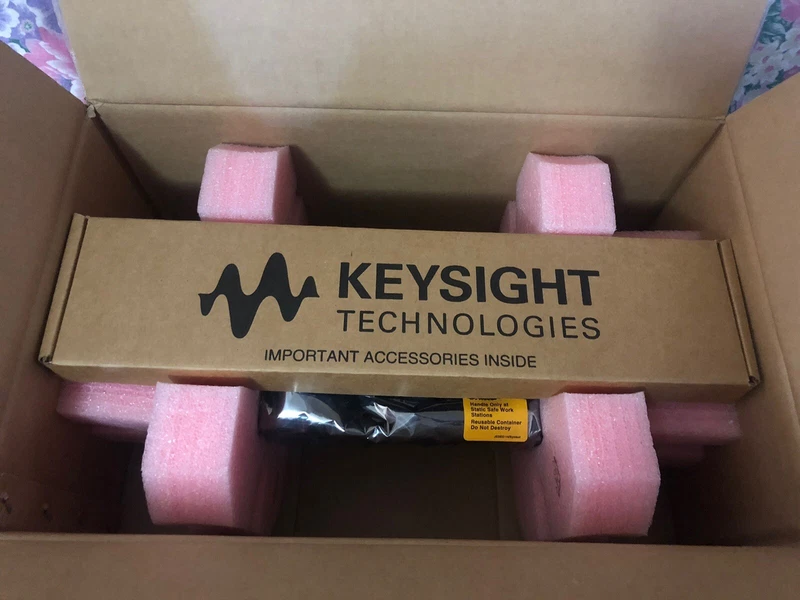 KEYSIGHT
TECHNOLOGIES
IMPORTANT ACCESSORIES INSIDE
Handle Only at
Static Safe Work
Stations
Reusable Container
Do Not Destroy